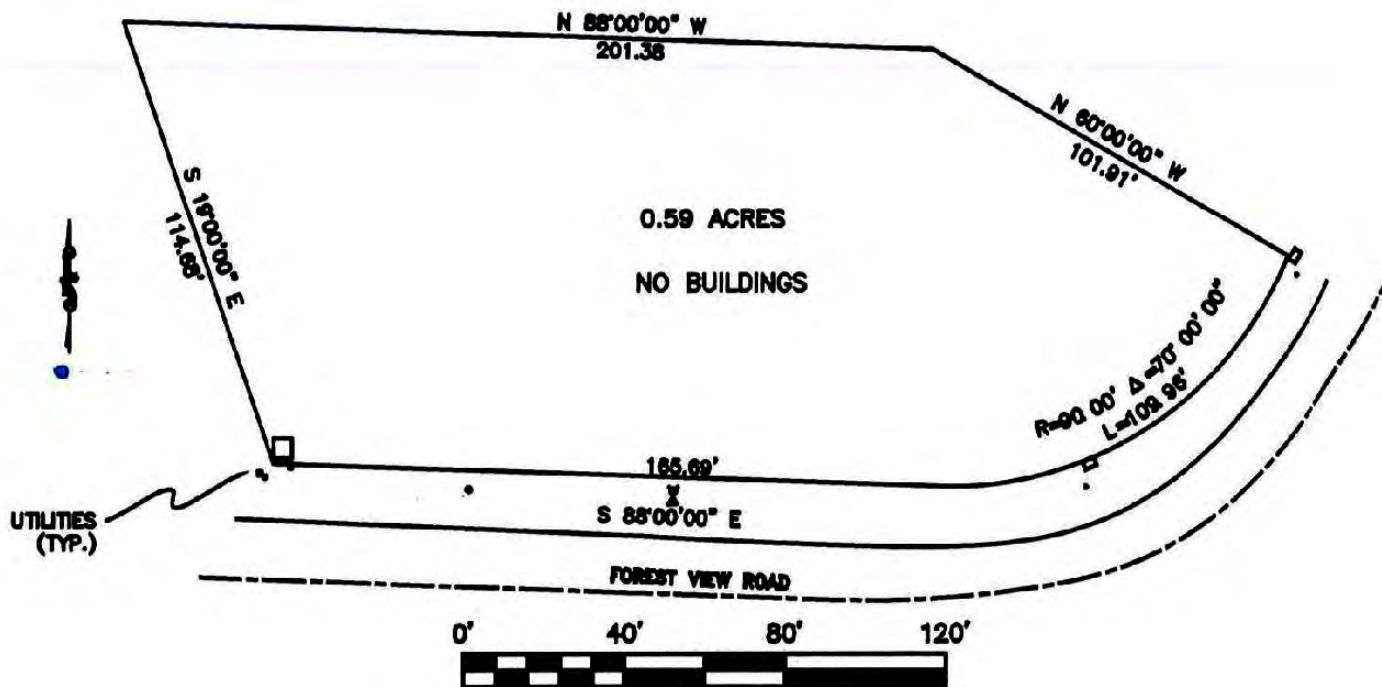 N 88°00'00" W
201.38
N 60°00'00" W
101.91'
S 19°00'00" E
114.68'
0.59 ACRES
NO BUILDINGS
R=90.00' Δ=70° 00' 00"
L=109.96'
165.69'
S 88°00'00" E
UTILITIES
(TYP.)
FOREST VIEW ROAD
0' 40' 80' 120'